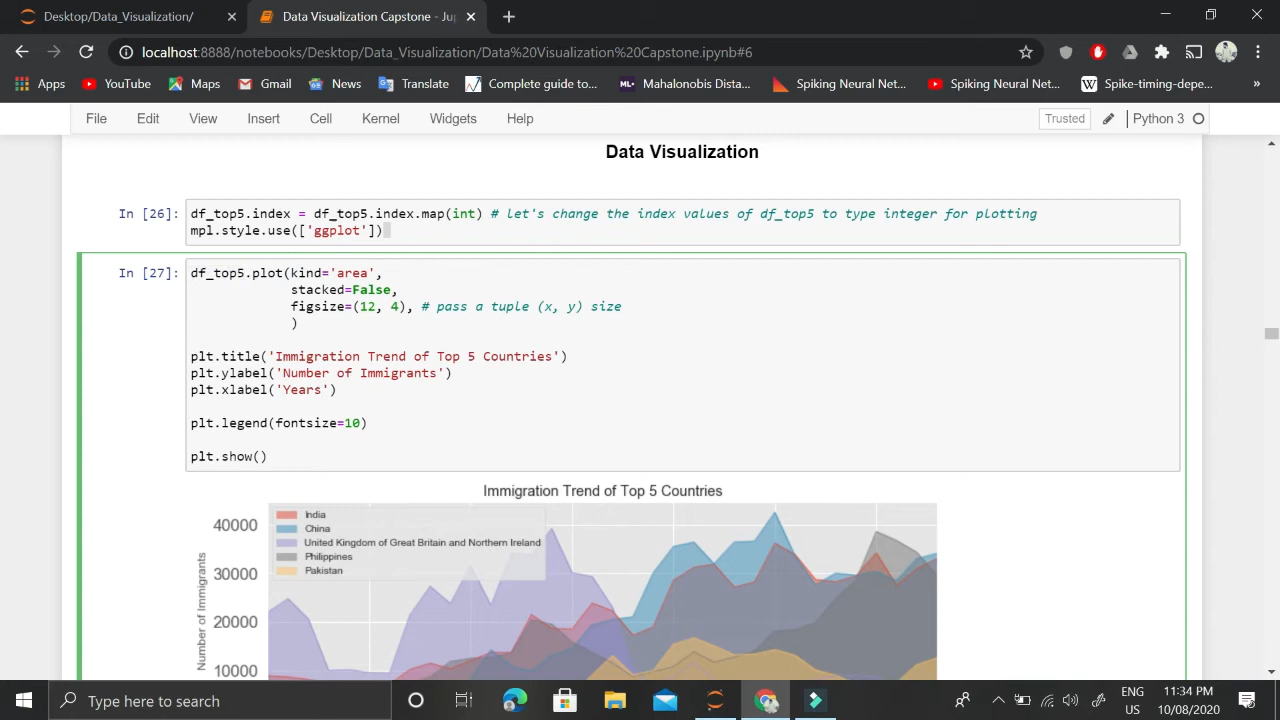 Desktop/Data_Visualization/
Data Visualization Capstone - Jup
localhost:8888/notebooks/Desktop/Data_Visualization/Data%20Visualization%20Capstone.ipynb#6
Apps
YouTube
Maps
Gmail
News
Translate
Complete guide to...
ML+
Mahalonobis Dista...
Spiking Neural Net...
Spiking Neural Net...
W
Spike-timing-depe...
»
File
Edit
View
Insert
Cell
Kernel
Widgets
Help
Trusted
Python 3
Data Visualization
In [26]:
df_top5.index = df_top5.index.map(int) # let's change the index values of df_top5 to type integer for plotting
mpl.style.use(['ggplot'])
In [27]:
df_top5.plot(kind='area',
stacked=False,
figsize=(12, 4), # pass a tuple (x, y) size
)
plt.title('Immigration Trend of Top 5 Countries')
plt.ylabel('Number of Immigrants')
plt.xlabel('Years')
plt.legend(fontsize=10)
plt.show()
Immigration Trend of Top 5 Countries
India
China
United Kingdom of Great Britain and Northern Ireland
Philippines
Pakistan
40000
30000
20000
10000
Number of Immigrants
Type here to search
ENG
US
11:34 PM
10/08/2020